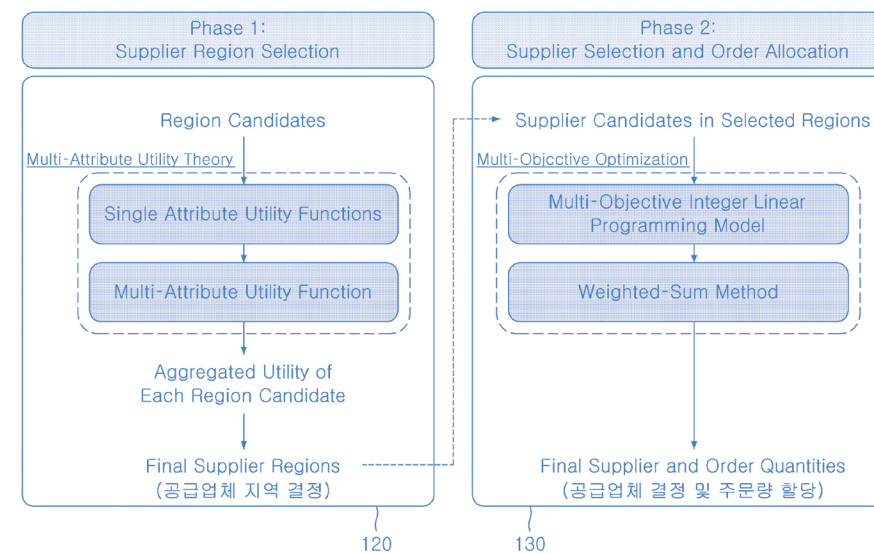 Phase 1:
Supplier Region Selection
Region Candidates
Multi-Attribute Utility Theory
Single Attribute Utility Functions
Multi-Attribute Utility Function
Aggregated Utility of
Each Region Candidate
Final Supplier Regions
(공급업체 지역 결정)
120
Phase 2:
Supplier Selection and Order Allocation
Supplier Candidates in Selected Regions
Multi-Objcctive Optimization
Multi-Objective Integer Linear
Programming Model
Weighted-Sum Method
Final Supplier and Order Quantities
(공급업체 결정 및 주문량 할당)
130